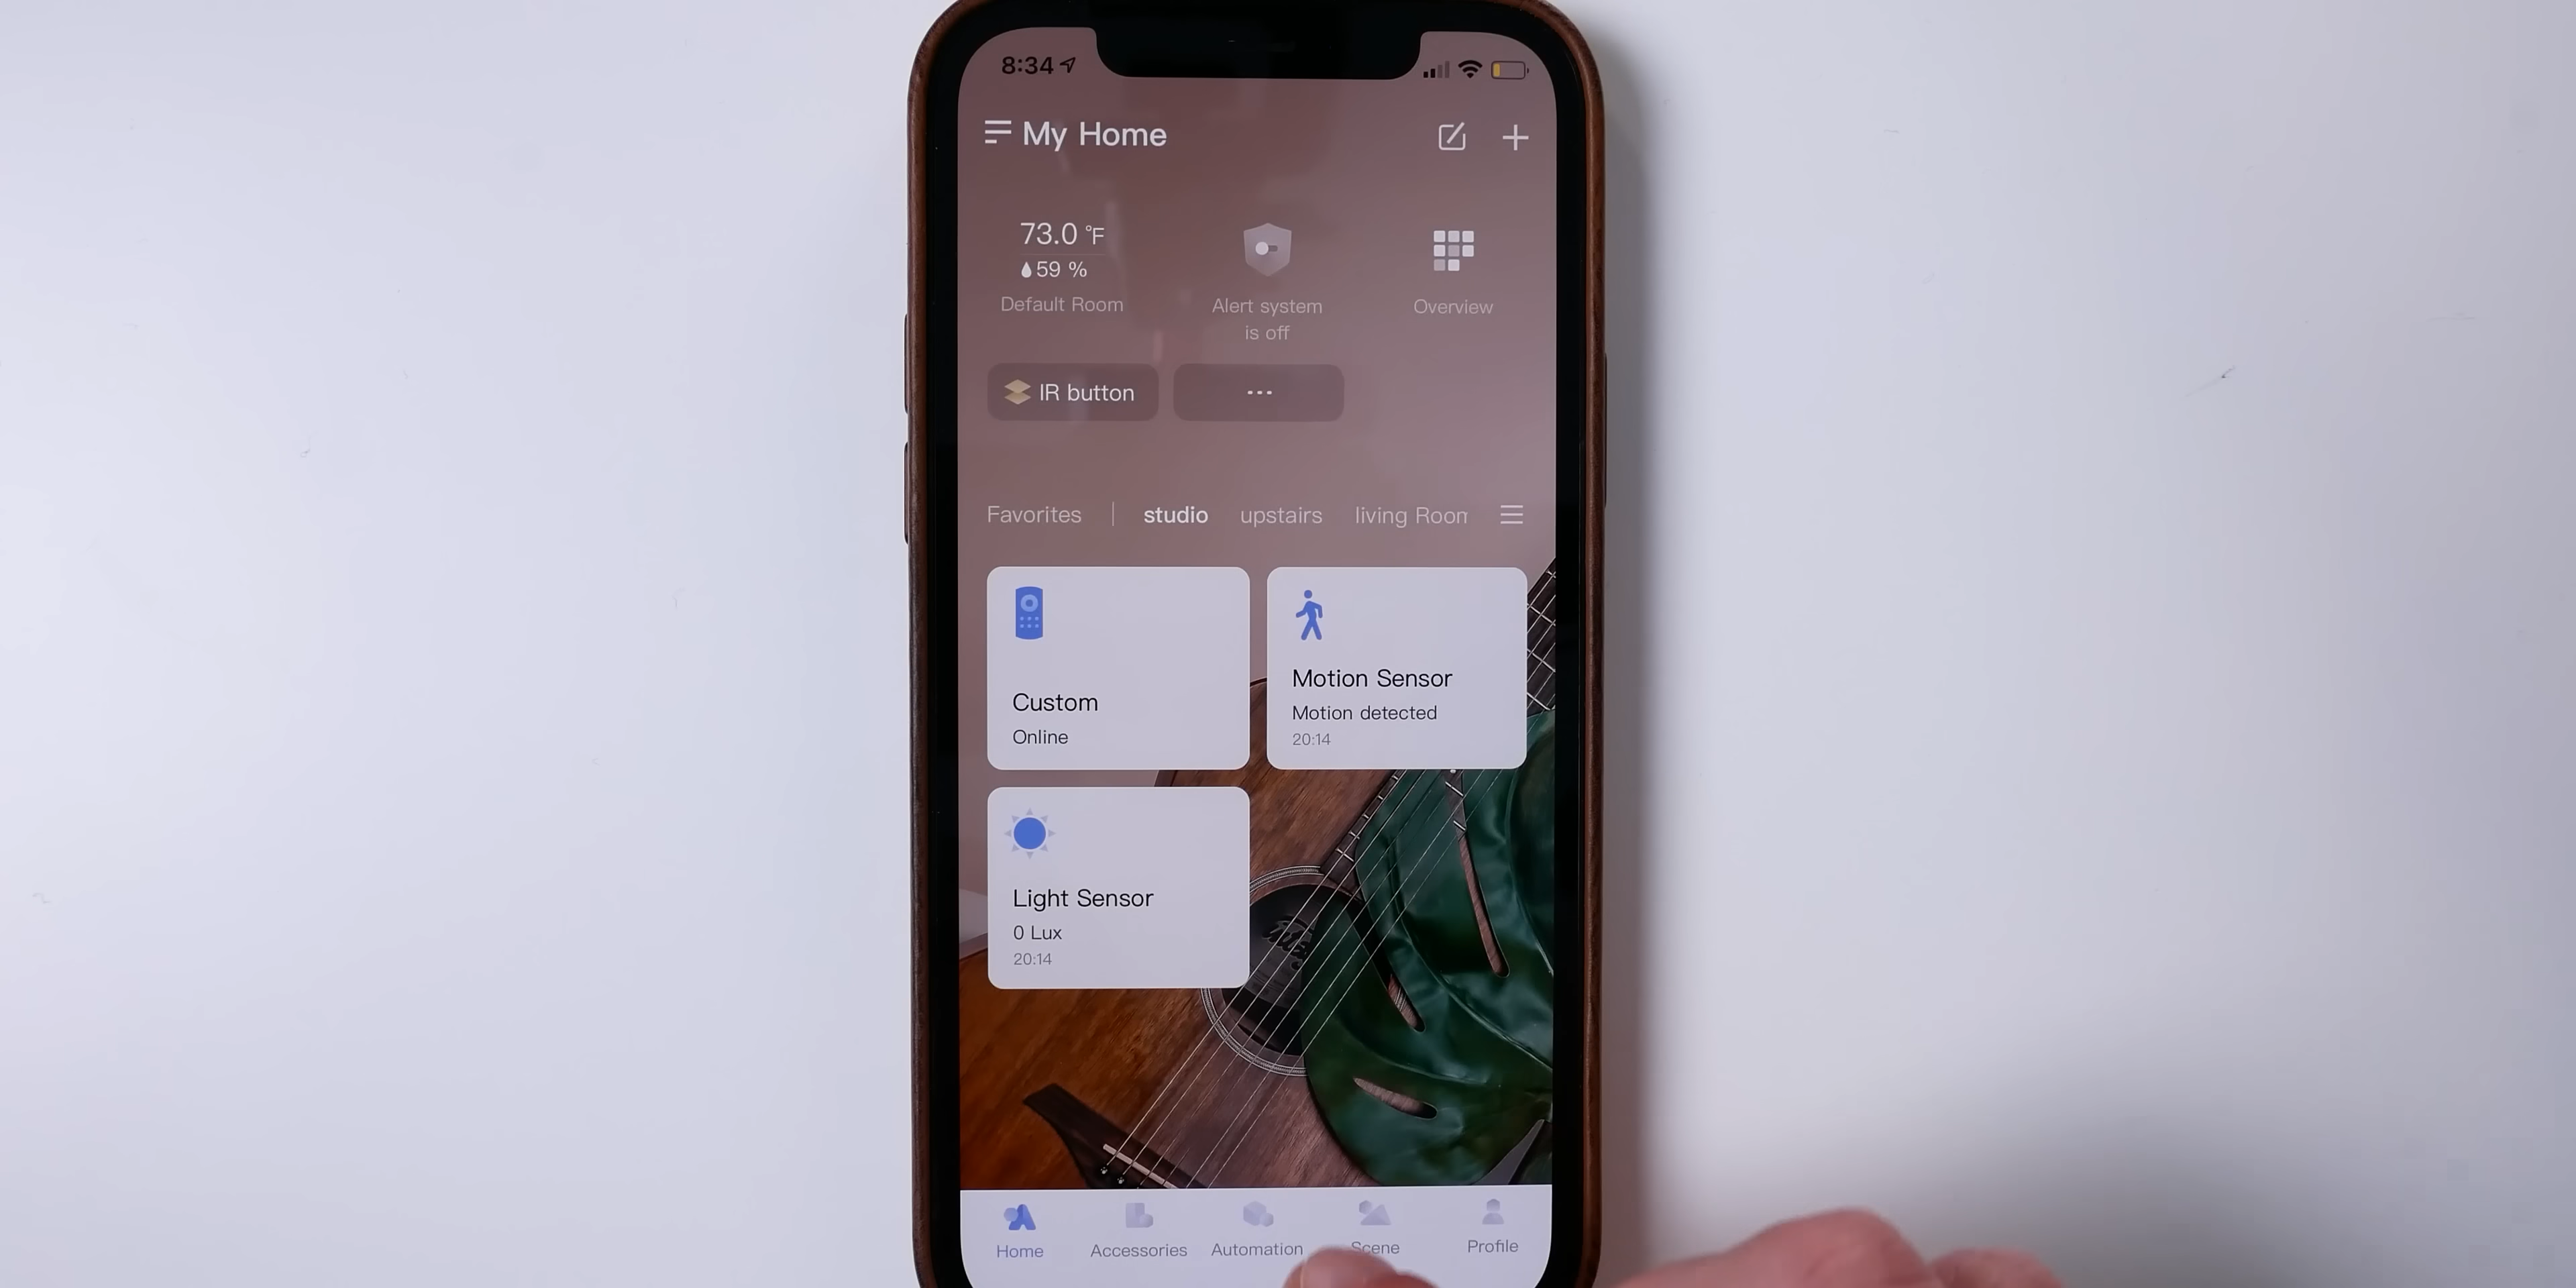 8:34
My Home
73.0 °F
59 %
Default Room
Alert system
is off
Overview
IR button
...
Favorites | studio upstairs living Room
Custom
Online
Motion Sensor
Motion detected
20:14
Light Sensor
0 Lux
20:14
Home Accessories Automation Scene Profile